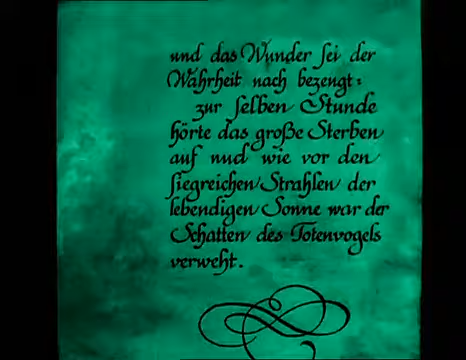 und das Wunder sei der
Wahrheit nach bezeugt:
zur selben Stunde
hörte das große Sterben
auf und wie vor den
siegreichen Strahlen der
lebendigen Sonne war der
Schatten des Totenvogels
verweht.